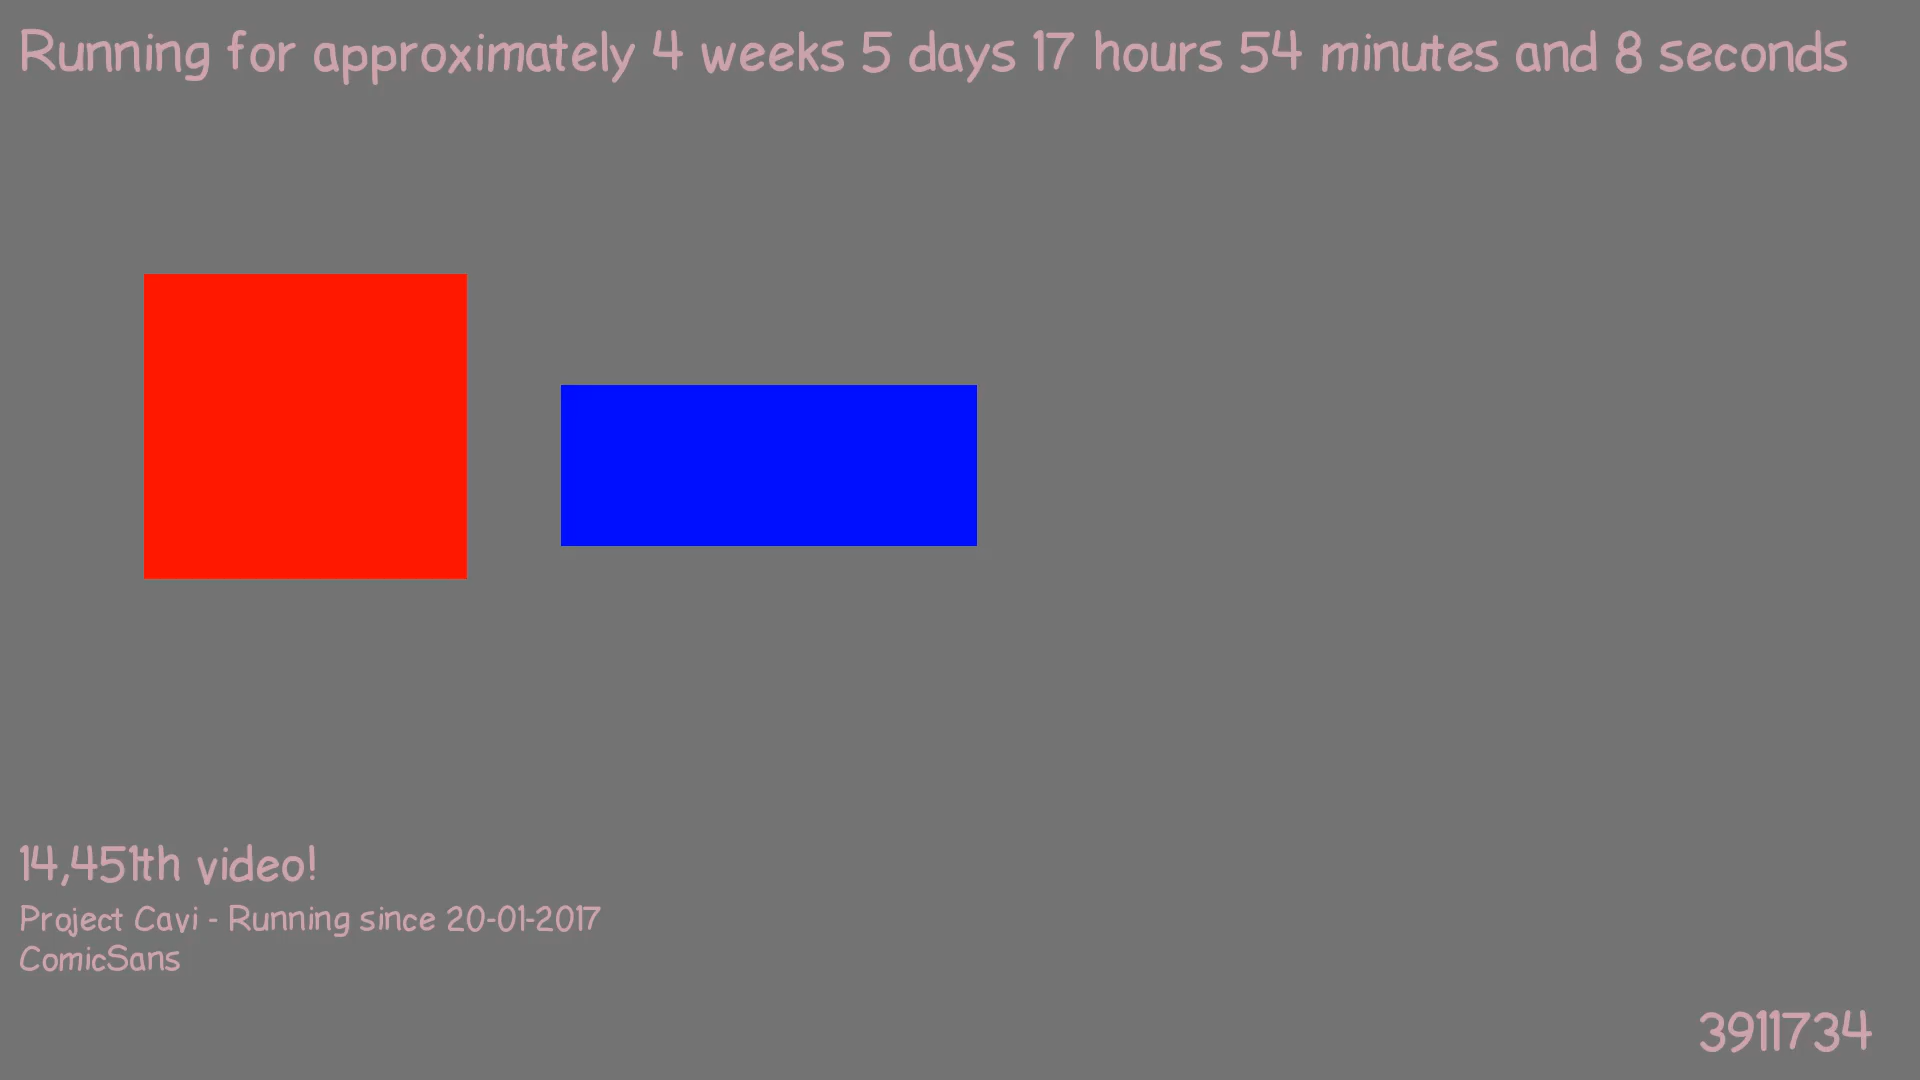 Running for approximately 4 weeks 5 days 17 hours 54 minutes and 8 seconds
14,451th video!
Project Cavi - Running since 20-01-2017
ComicSans
3911734